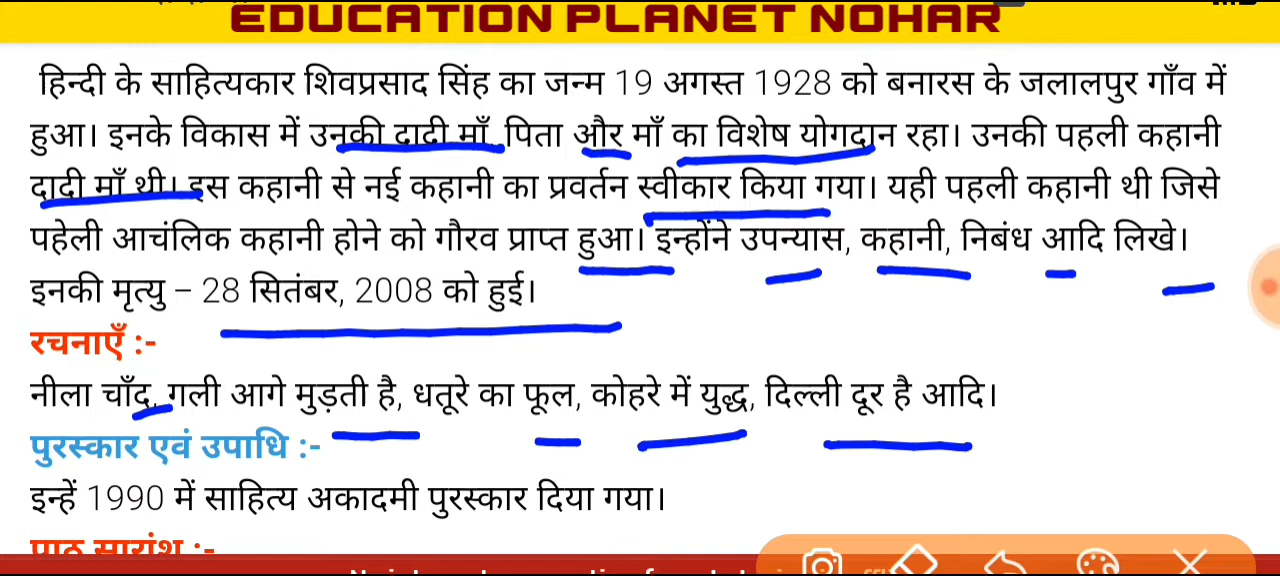 EDUCATION PLANET NOHAR
हिन्दी के साहित्यकार शिवप्रसाद सिंह का जन्म 19 अगस्त 1928 को बनारस के जलालपुर गाँव में
हुआ। इनके विकास में उनकी दादी माँ पिता और माँ का विशेष योगदान रहा। उनकी पहली कहानी
दादी माँ थी। इस कहानी से नई कहानी का प्रवर्तन स्वीकार किया गया। यही पहली कहानी थी जिसे
पहेली आचंलिक कहानी होने को गौरव प्राप्त हुआ। इन्होंने उपन्यास, कहानी, निबंध आदि लिखे।
इनकी मृत्यु – 28 सितंबर, 2008 को हुई।
रचनाएँ :-
नीला चाँद, गली आगे मुड़ती है, धतूरे का फूल, कोहरे में युद्ध, दिल्ली दूर है आदि।
पुरस्कार एवं उपाधि :-
इन्हें 1990 में साहित्य अकादमी पुरस्कार दिया गया।
पाठ सारांश :-